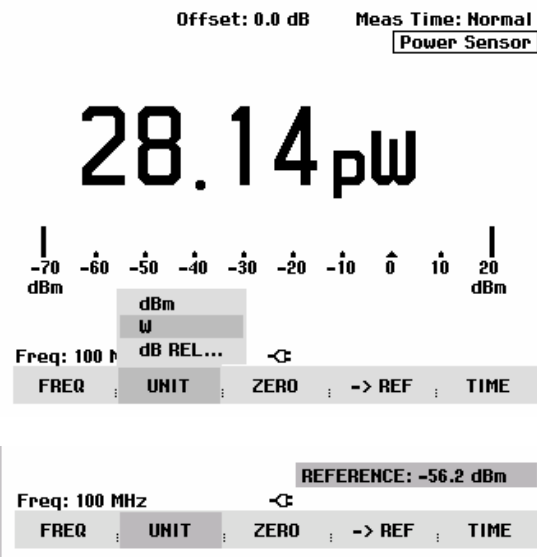 Offset: 0.0 dB Meas Time: Normal
Power Sensor
28.14 pW
-70 -60 -50 -40 -30 -20 -10 0 10 20
dBm dBm
dBm
W
dB REL...
Freq: 100
FREQ UNIT ZERO -> REF TIME
REFERENCE: -56.2 dBm
Freq: 100 MHz
FREQ UNIT ZERO -> REF TIME